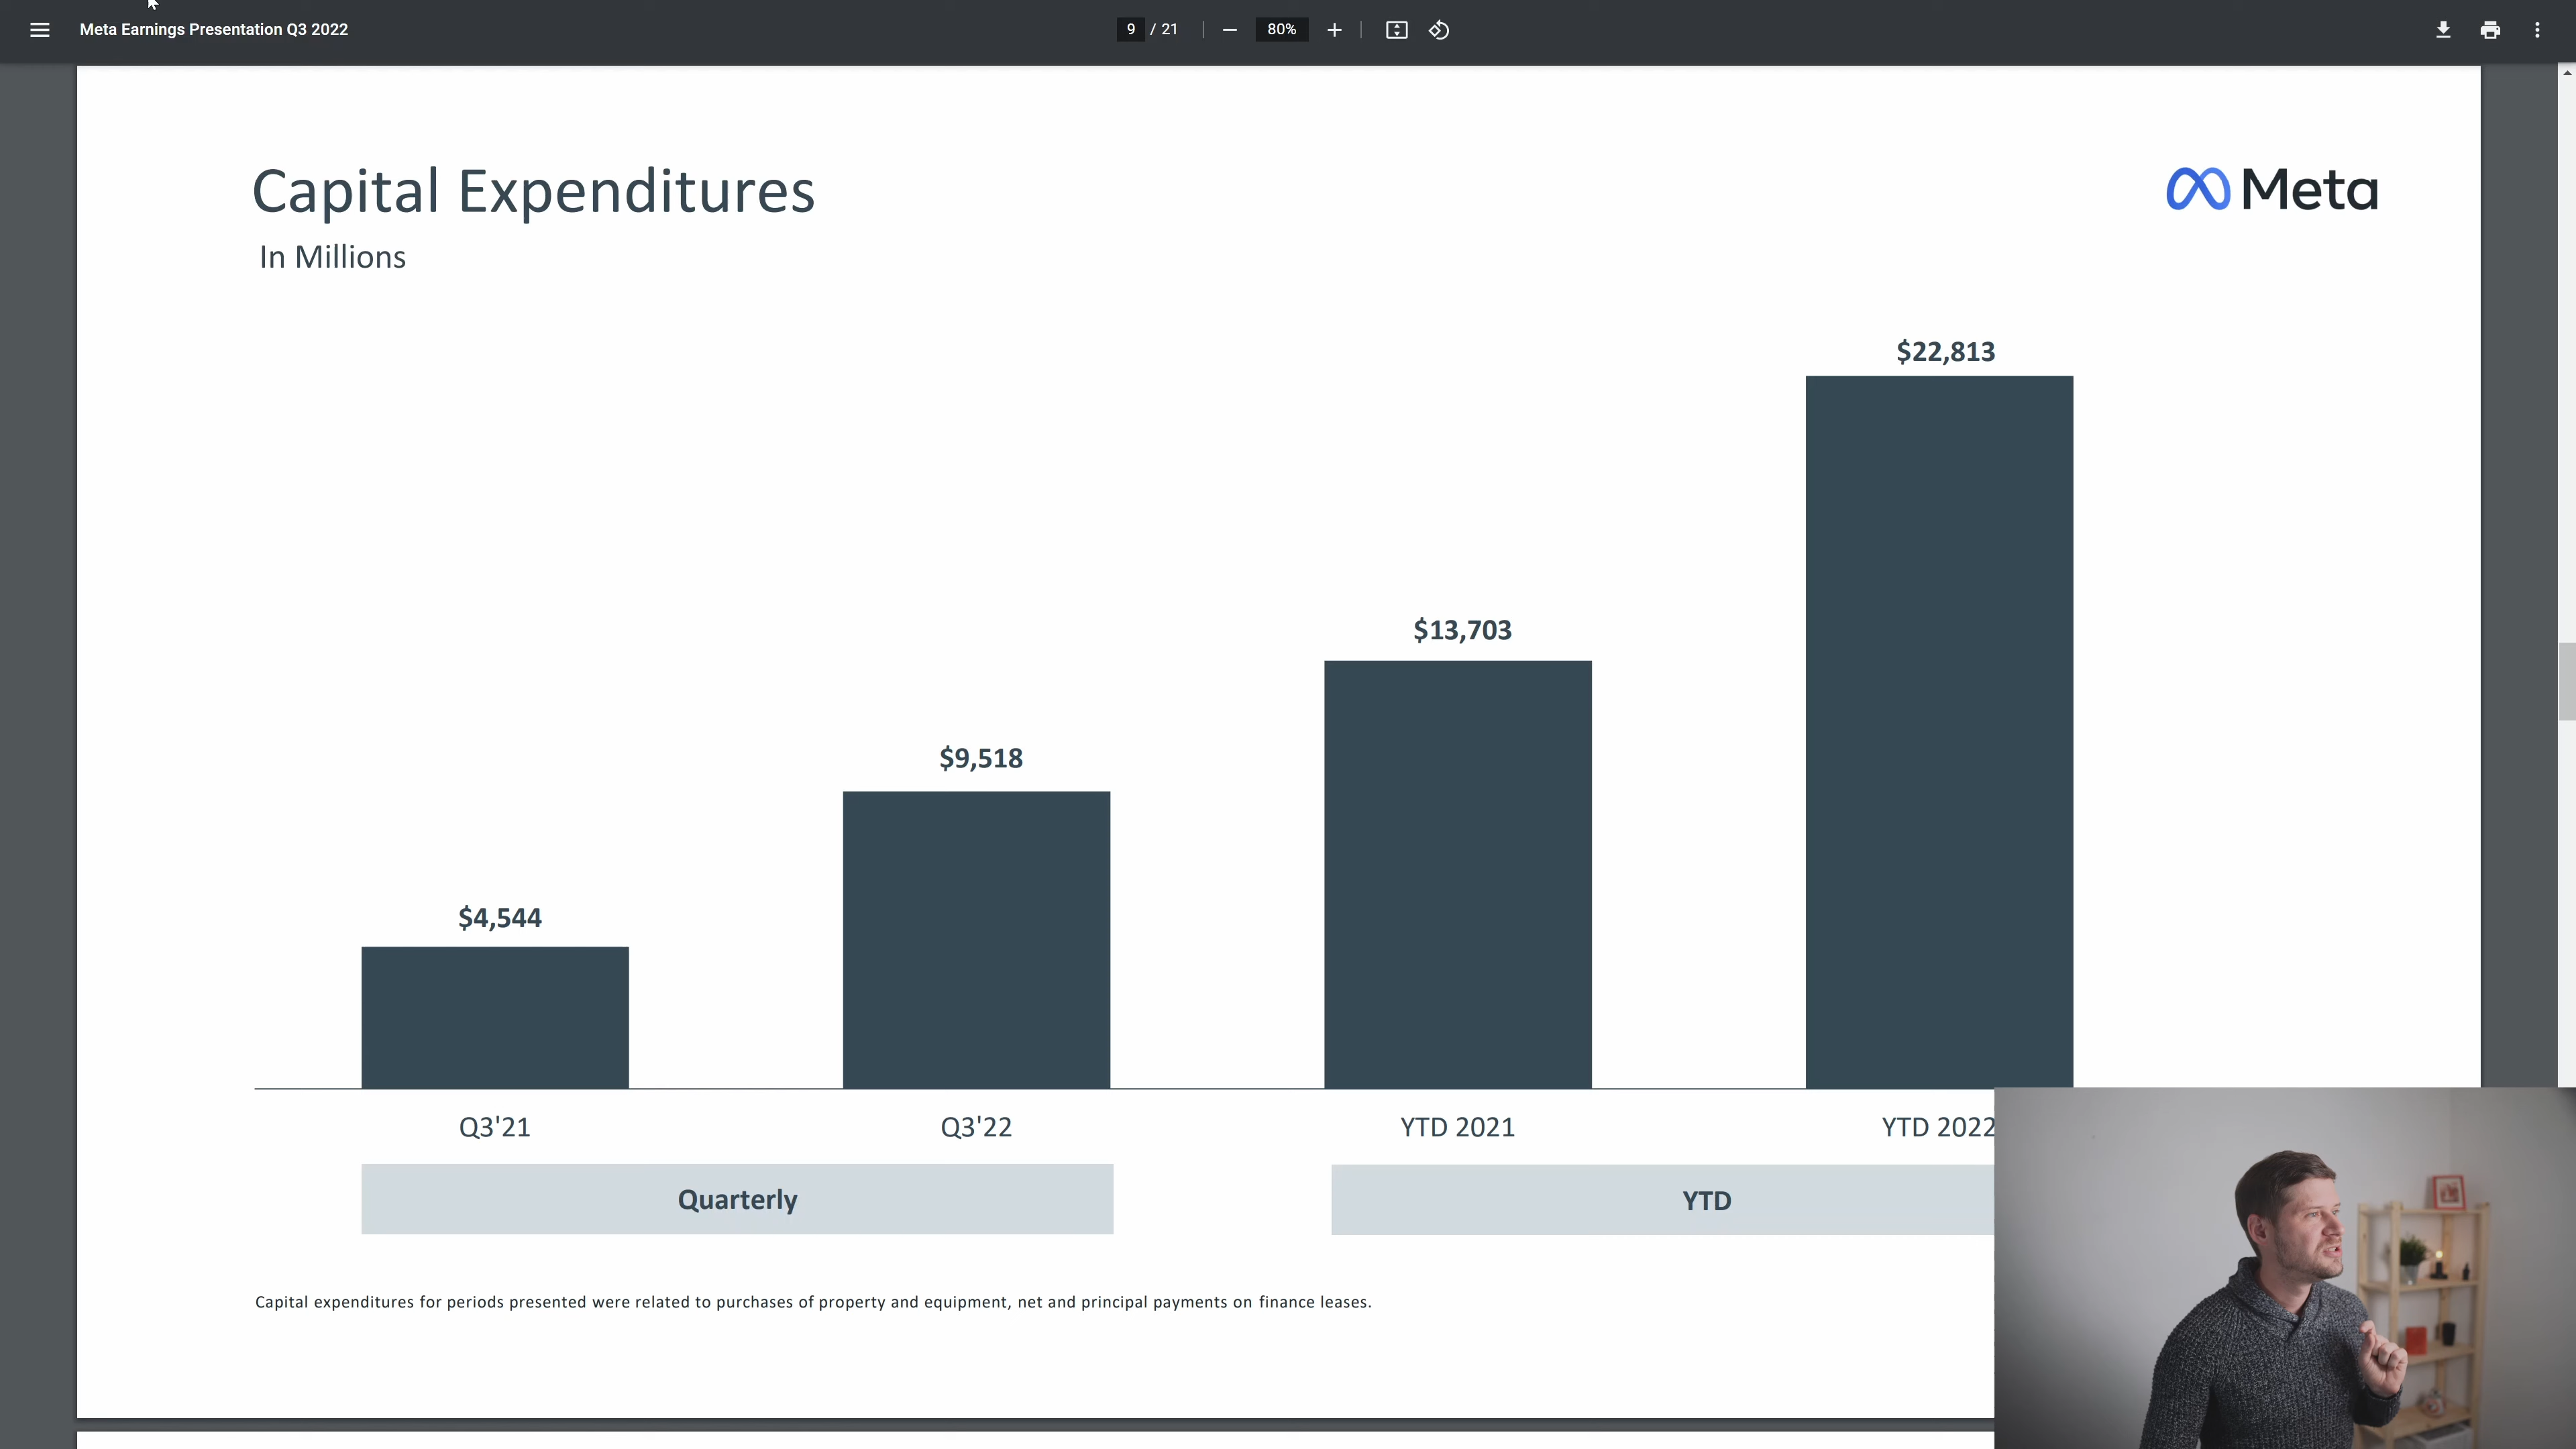 Meta Earnings Presentation Q3 2022
9 / 21
80%
Capital Expenditures
Meta
In Millions
$22,813
$13,703
$9,518
$4,544
Q3'21
Q3'22
YTD 2021
YTD 2022
Quarterly
YTD
Capital expenditures for periods presented were related to purchases of property and equipment, net and principal payments on finance leases.